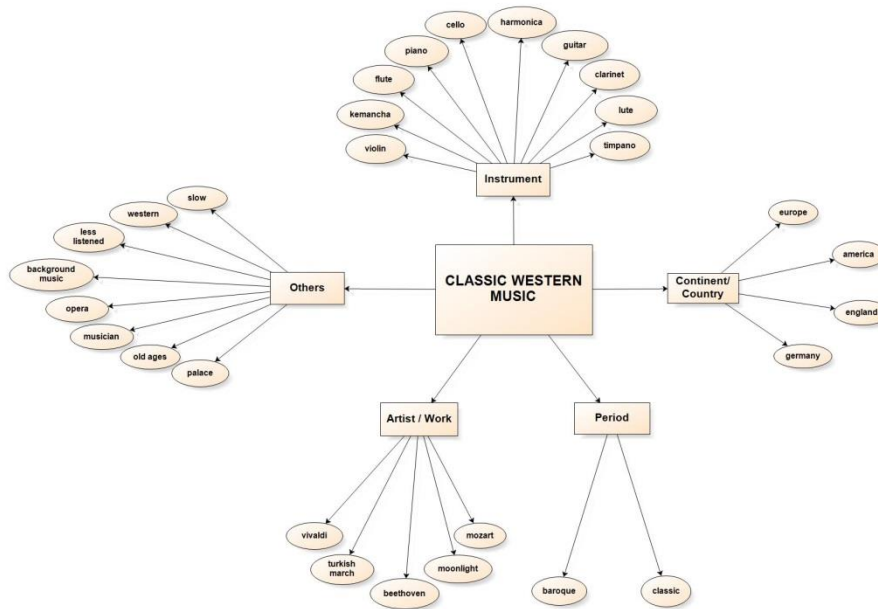 cello
harmonica
piano
guitar
flute
clarinet
kemancha
lute
violin
timpano
Instrument
slow
western
less
listened
background
music
opera
musician
old ages
palace
Others
CLASSIC WESTERN
MUSIC
Continent/
Country
europe
america
england
germany
Artist / Work
Period
vivaldi
turkish
march
beethoven
moonlight
mozart
baroque
classic